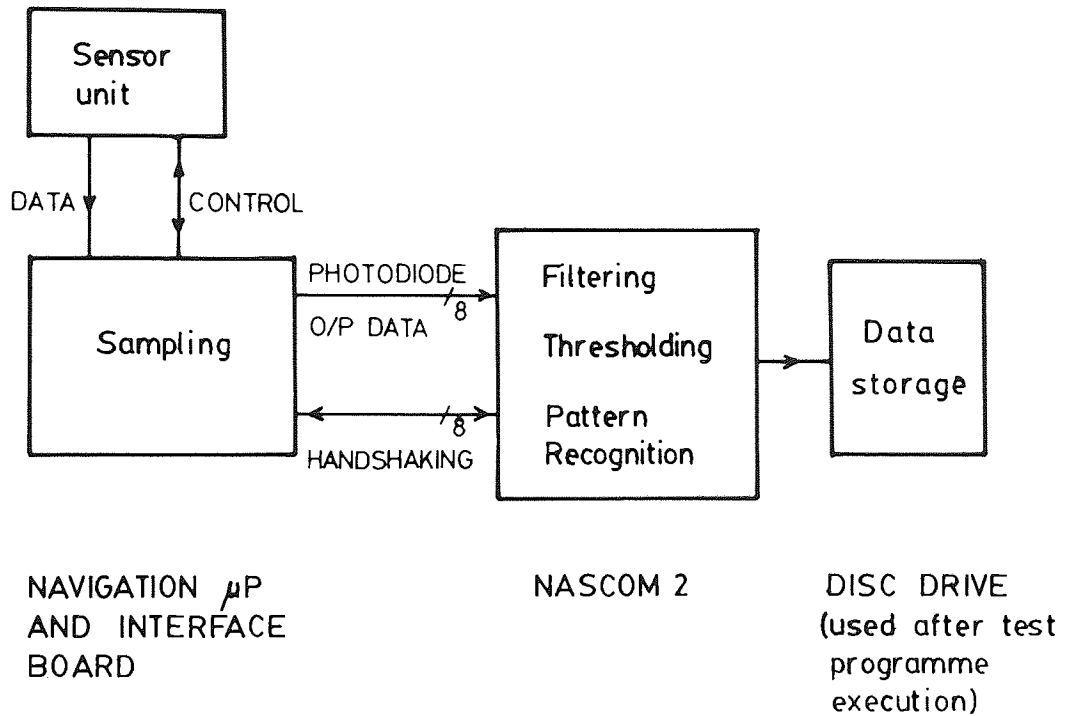 Sensor
unit
DATA
CONTROL
PHOTODIODE
8
O/P DATA
Sampling
8
HANDSHAKING
Filtering
Thresholding
Pattern
Recognition
Data
storage
NAVIGATION μP
AND INTERFACE
BOARD
NASCOM 2
DISC DRIVE
(used after test
programme
execution)